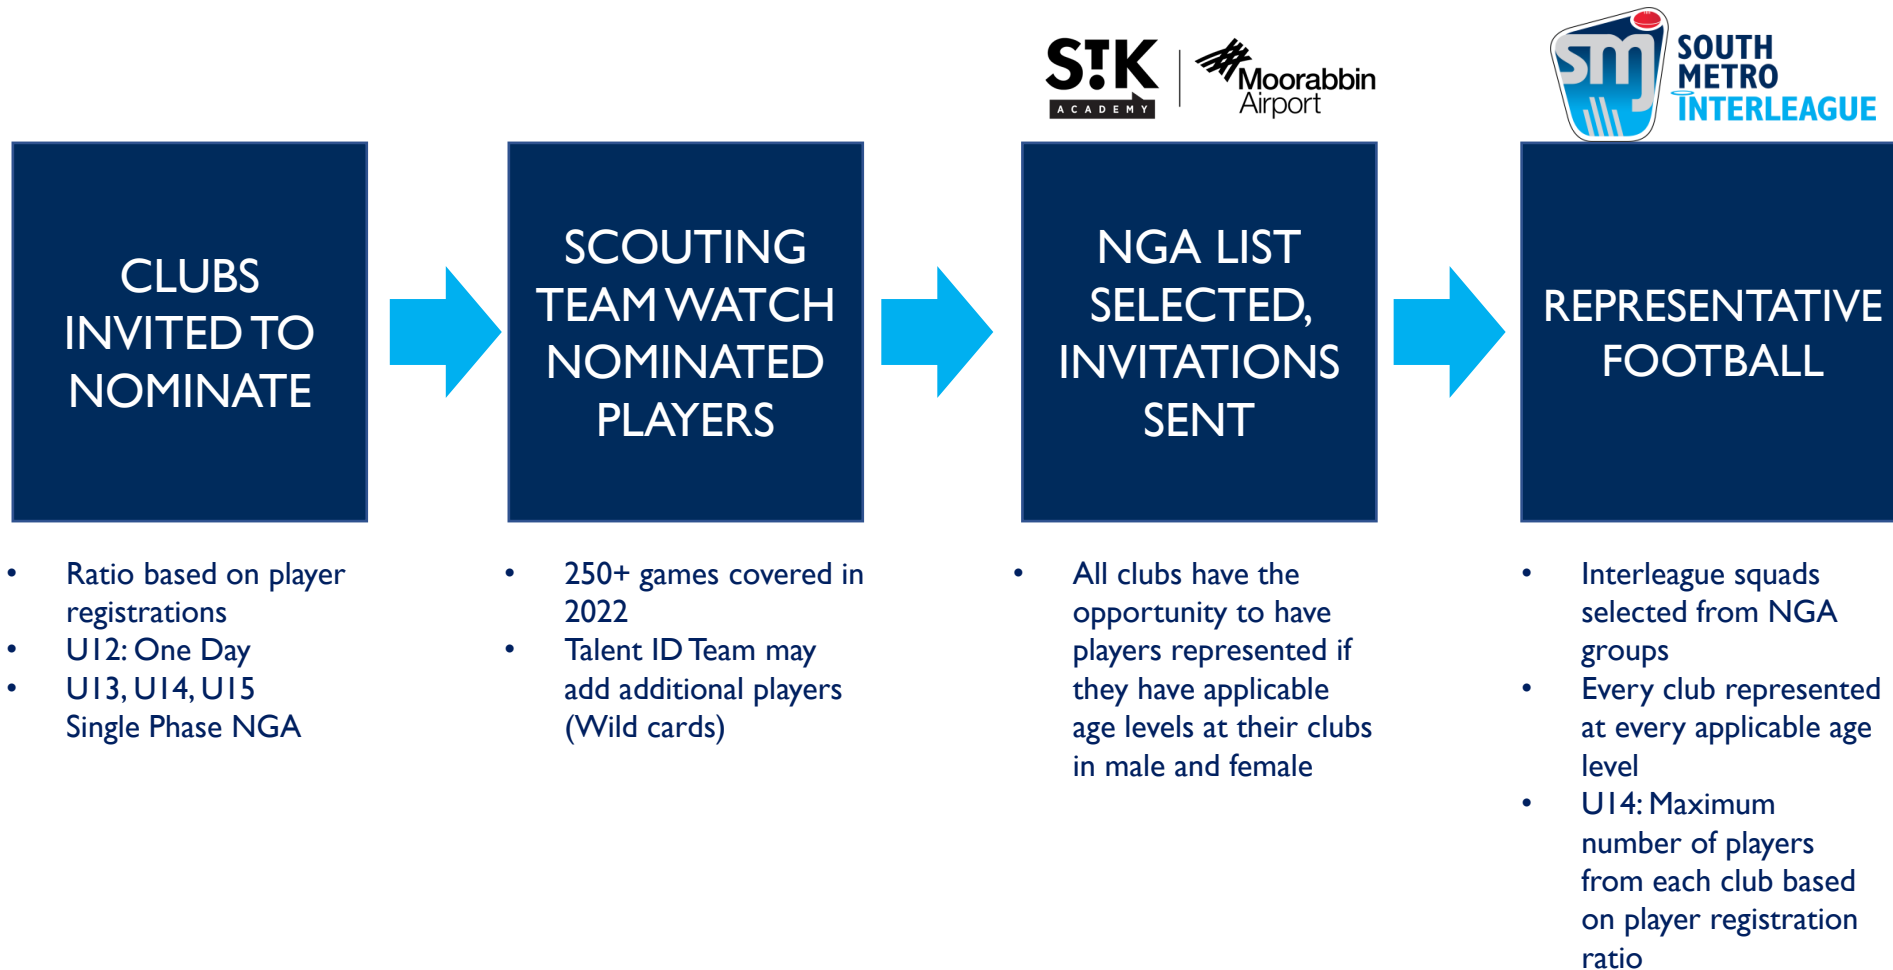 STK
ACADEMY
Moorabbin
Airport
smj
SOUTH
METRO
INTERLEAGUE
CLUBS
INVITED TO
NOMINATE
• Ratio based on player
registrations
• U12: One Day
• U13, U14, U15
Single Phase NGA
SCOUTING
TEAM WATCH
NOMINATED
PLAYERS
• 250+ games covered in
2022
• Talent ID Team may
add additional players
(Wild cards)
NGA LIST
SELECTED,
INVITATIONS
SENT
• All clubs have the
opportunity to have
players represented if
they have applicable
age levels at their clubs
in male and female
REPRESENTATIVE
FOOTBALL
• Interleague squads
selected from NGA
groups
• Every club represented
at every applicable age
level
• U14: Maximum
number of players
from each club based
on player registration
ratio